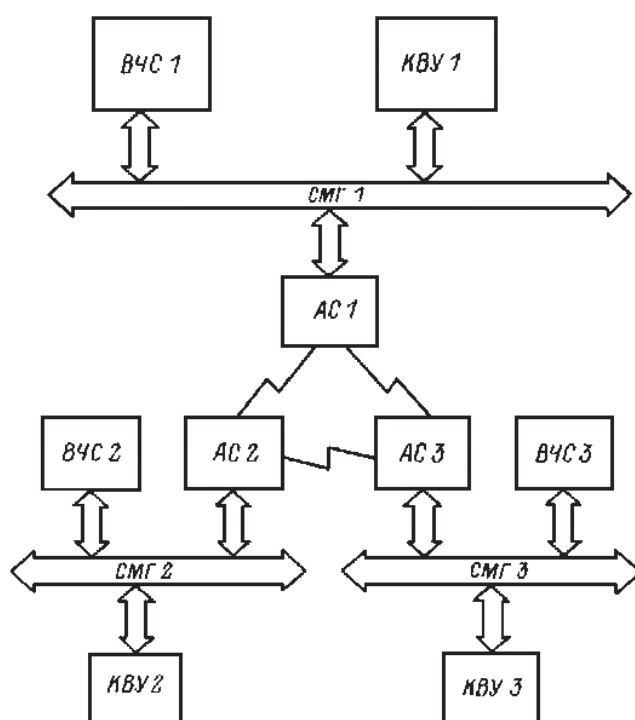 ВЧС 1
КВУ 1
СМГ 1
АС 1
ВЧС 2
АС 2
АС 3
ВЧС 3
СМГ 2
СМГ 3
КВУ 2
КВУ 3